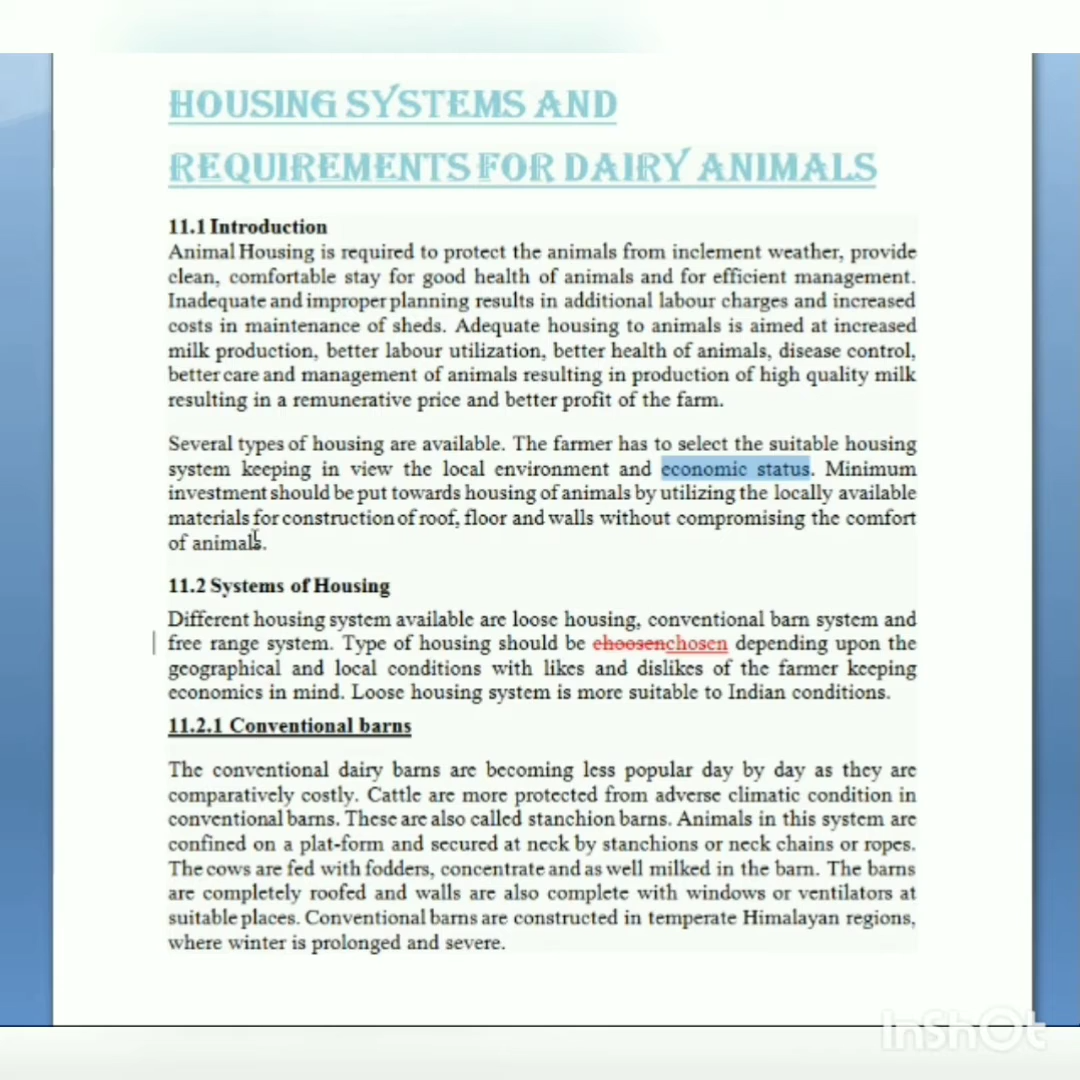 HOUSING SYSTEMS AND
REQUIREMENTS FOR DAIRY ANIMALS
11.1 Introduction
Animal Housing is required to protect the animals from inclement weather, provide
clean, comfortable stay for good health of animals and for efficient management.
Inadequate and improper planning results in additional labour charges and increased
costs in maintenance of sheds. Adequate housing to animals is aimed at increased
milk production, better labour utilization, better health of animals, disease control,
better care and management of animals resulting in production of high quality milk
resulting in a remunerative price and better profit of the farm.
Several types of housing are available. The farmer has to select the suitable housing
system keeping in view the local environment and economic status. Minimum
investment should be put towards housing of animals by utilizing the locally available
materials for construction of roof, floor and walls without compromising the comfort
of animals.
11.2 Systems of Housing
Different housing system available are loose housing, conventional barn system and
free range system. Type of housing should be choosenchosen depending upon the
geographical and local conditions with likes and dislikes of the farmer keeping
economics in mind. Loose housing system is more suitable to Indian conditions.
11.2.1 Conventional barns
The conventional dairy barns are becoming less popular day by day as they are
comparatively costly. Cattle are more protected from adverse climatic condition in
conventional barns. These are also called stanchion barns. Animals in this system are
confined on a plat-form and secured at neck by stanchions or neck chains or ropes.
The cows are fed with fodders, concentrate and as well milked in the barn. The barns
are completely roofed and walls are also complete with windows or ventilators at
suitable places. Conventional barns are constructed in temperate Himalayan regions,
where winter is prolonged and severe.
InShOt